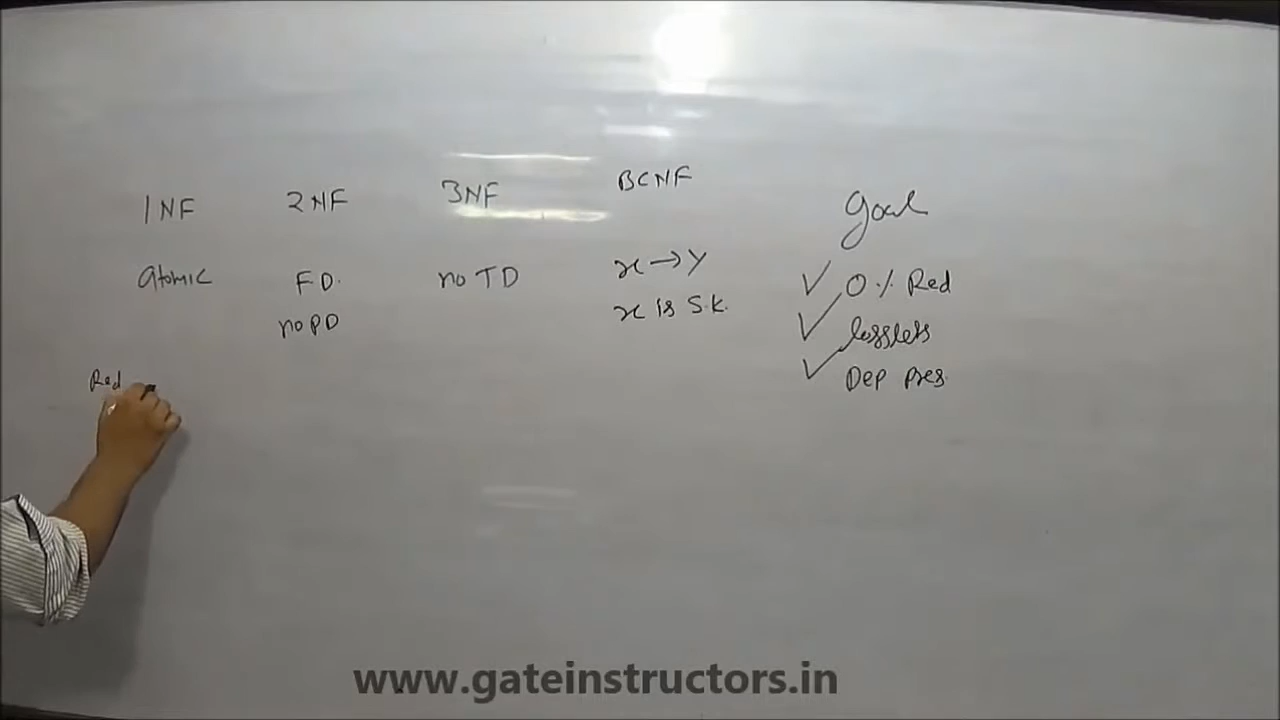 1NF 2NF 3NF BCNF Goal
atomic F D. no TD x → y 0 % Red
no PD x is S.K. lossless
Dep pres.
Red
www.gateinstructors.in